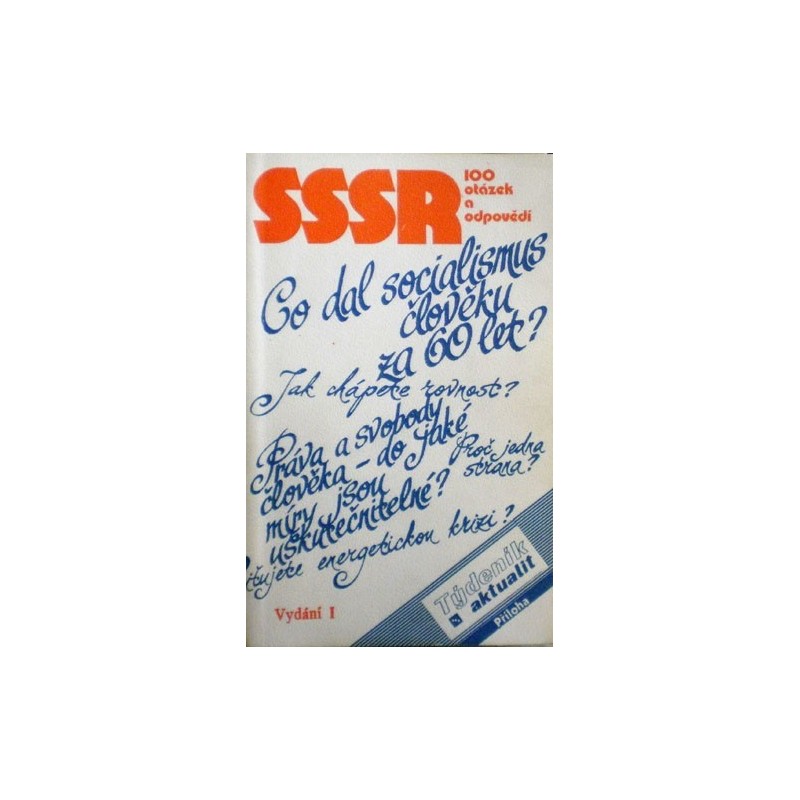 SSSR
100
otázek
a
odpovědí
Co dal socialismus
člověku
za 60 let?
Jak chápete rovnost?
Práva a svobody
člověka – do jaké
míry jsou
uskutečnitelné?
Proč jedna
strana?
energetickou krizi?
Týdeník
aktualit
Příloha
Vydání I